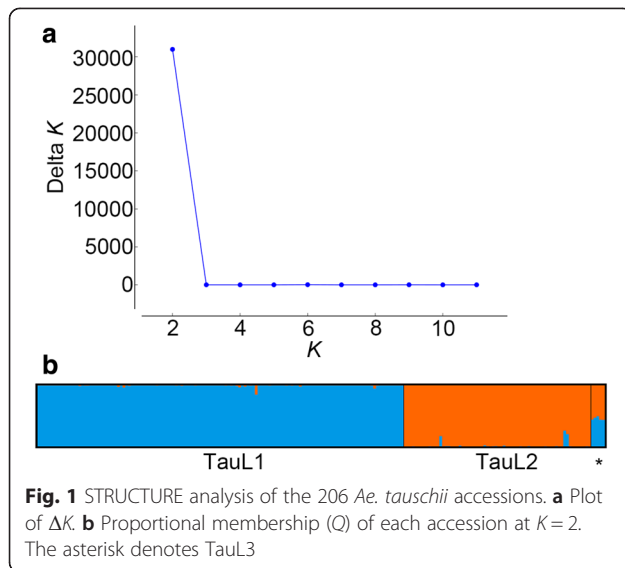 a
30000
25000
20000
15000
10000
5000
0
Delta K
2 4 6 8 10
K
b
TauL1 TauL2 *
Fig. 1 STRUCTURE analysis of the 206 Ae. tauschii accessions. a Plot
of ΔK. b Proportional membership (Q) of each accession at K = 2.
The asterisk denotes TauL3